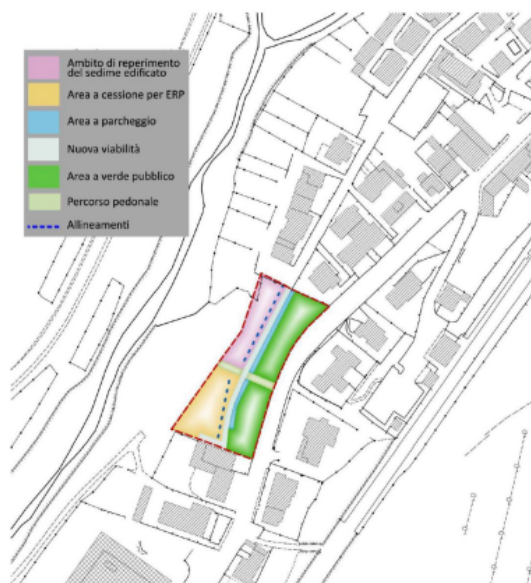 Ambito di reperimento
del sedime edificato
Area a cessione per ERP
Area a parcheggio
Nuova viabilità
Area a verde pubblico
Percorso pedonale
Allineamenti